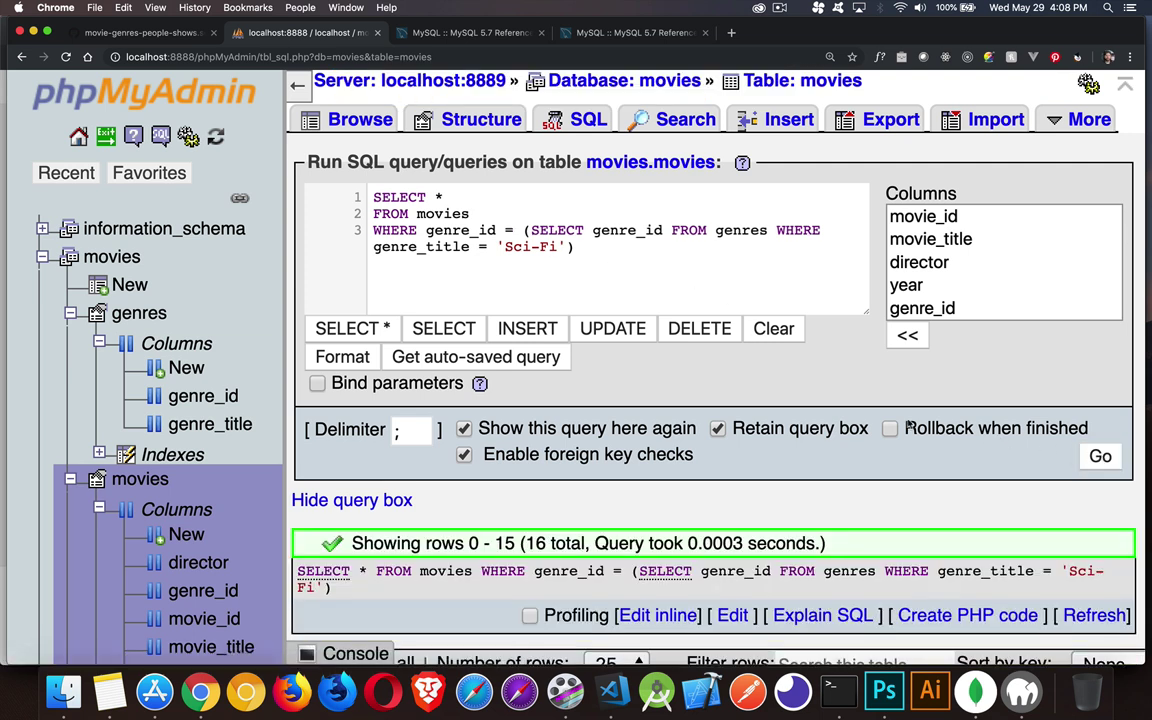 Chrome File Edit View History Bookmarks People Window Help 100% Wed May 29 4:08 PM
movie-genres-people-shows.s localhost:8888 / localhost / mo MySQL :: MySQL 5.7 Referenc MySQL :: MySQL 5.7 Referenc
localhost:8888/phpMyAdmin/tbl_sql.php?db=movies&table=movies
phpMyAdmin
Recent Favorites
information_schema
movies
New
genres
Columns
New
genre_id
genre_title
Indexes
movies
Columns
New
director
genre_id
movie_id
movie_title
Server: localhost:8889 » Database: movies » Table: movies
Browse Structure SQL Search Insert Export Import More
Run SQL query/queries on table movies.movies:
1 SELECT *
2 FROM movies
3 WHERE genre_id = (SELECT genre_id FROM genres WHERE
genre_title = 'Sci-Fi')
Columns
movie_id
movie_title
director
year
genre_id
<<
SELECT * SELECT INSERT UPDATE DELETE Clear
Format Get auto-saved query
Bind parameters
[ Delimiter ; ] Show this query here again Retain query box Rollback when finished
Enable foreign key checks
Go
Hide query box
Showing rows 0 - 15 (16 total, Query took 0.0003 seconds.)
SELECT * FROM movies WHERE genre_id = (SELECT genre_id FROM genres WHERE genre_title = 'Sci-
Fi')
Profiling [Edit inline] [ Edit ] [ Explain SQL ] [ Create PHP code ] [ Refresh]
Console
all Number of rows: 25 Filter rows: Search this table Sort by key: None
Ps Ai